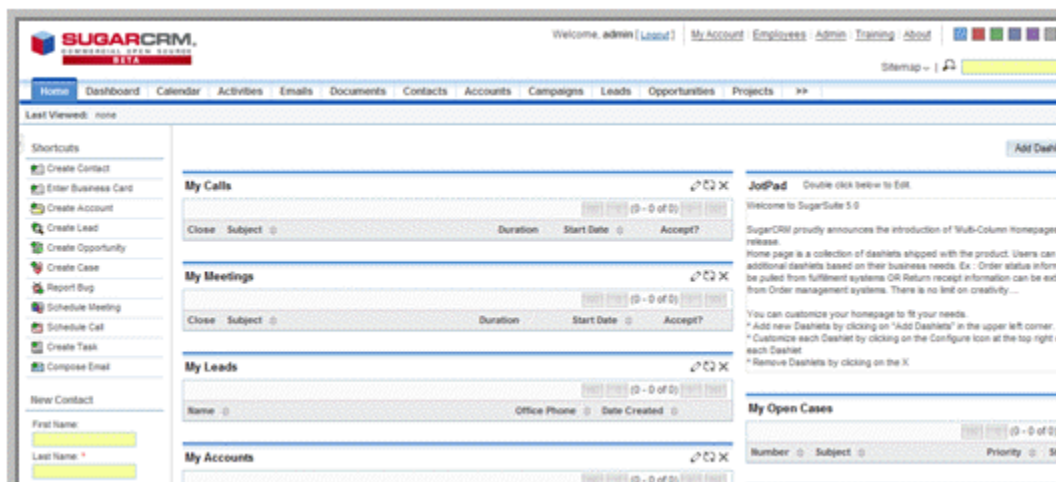 SUGARCRM.
COMMERCIAL OPEN SOURCE
BETA
Welcome, admin [ Logout ] | My Account | Employees | Admin | Training | About
Sitemap
Home Dashboard Calendar Activities Emails Documents Contacts Accounts Campaigns Leads Opportunities Projects >>
Last Viewed: none
Shortcuts
Create Contact
Enter Business Card
Create Account
Create Lead
Create Opportunity
Create Case
Report Bug
Schedule Meeting
Schedule Call
Create Task
Compose Email
New Contact
First Name:
Last Name: *
My Calls
(0 - 0 of 0)
Close Subject Duration Start Date Accept?
My Meetings
(0 - 0 of 0)
Close Subject Duration Start Date Accept?
My Leads
(0 - 0 of 0)
Name Office Phone Date Created
My Accounts
(0 - 0 of 0)
Add Dashl
JotPad Double click below to Edit.
Welcome to SugarSuite 5.0
SugarCRM proudly announces the introduction of 'Multi-Column Homepage
release.
Home page is a collection of dashlets shipped with the product. Users can
additional dashlets based on their business needs. Ex.: Order status inform
be pulled from fulfillment systems OR Return receipt information can be ext
from Order management systems. There is no limit on creativity....
You can customize your homepage to fit your needs.
* Add new Dashlets by clicking on "Add Dashlets" in the upper left corner.
* Customize each Dashlet by clicking on the Configure icon at the top right
each Dashlet
* Remove Dashlets by clicking on the X
My Open Cases
(0 - 0 of 0)
Number Subject Priority S